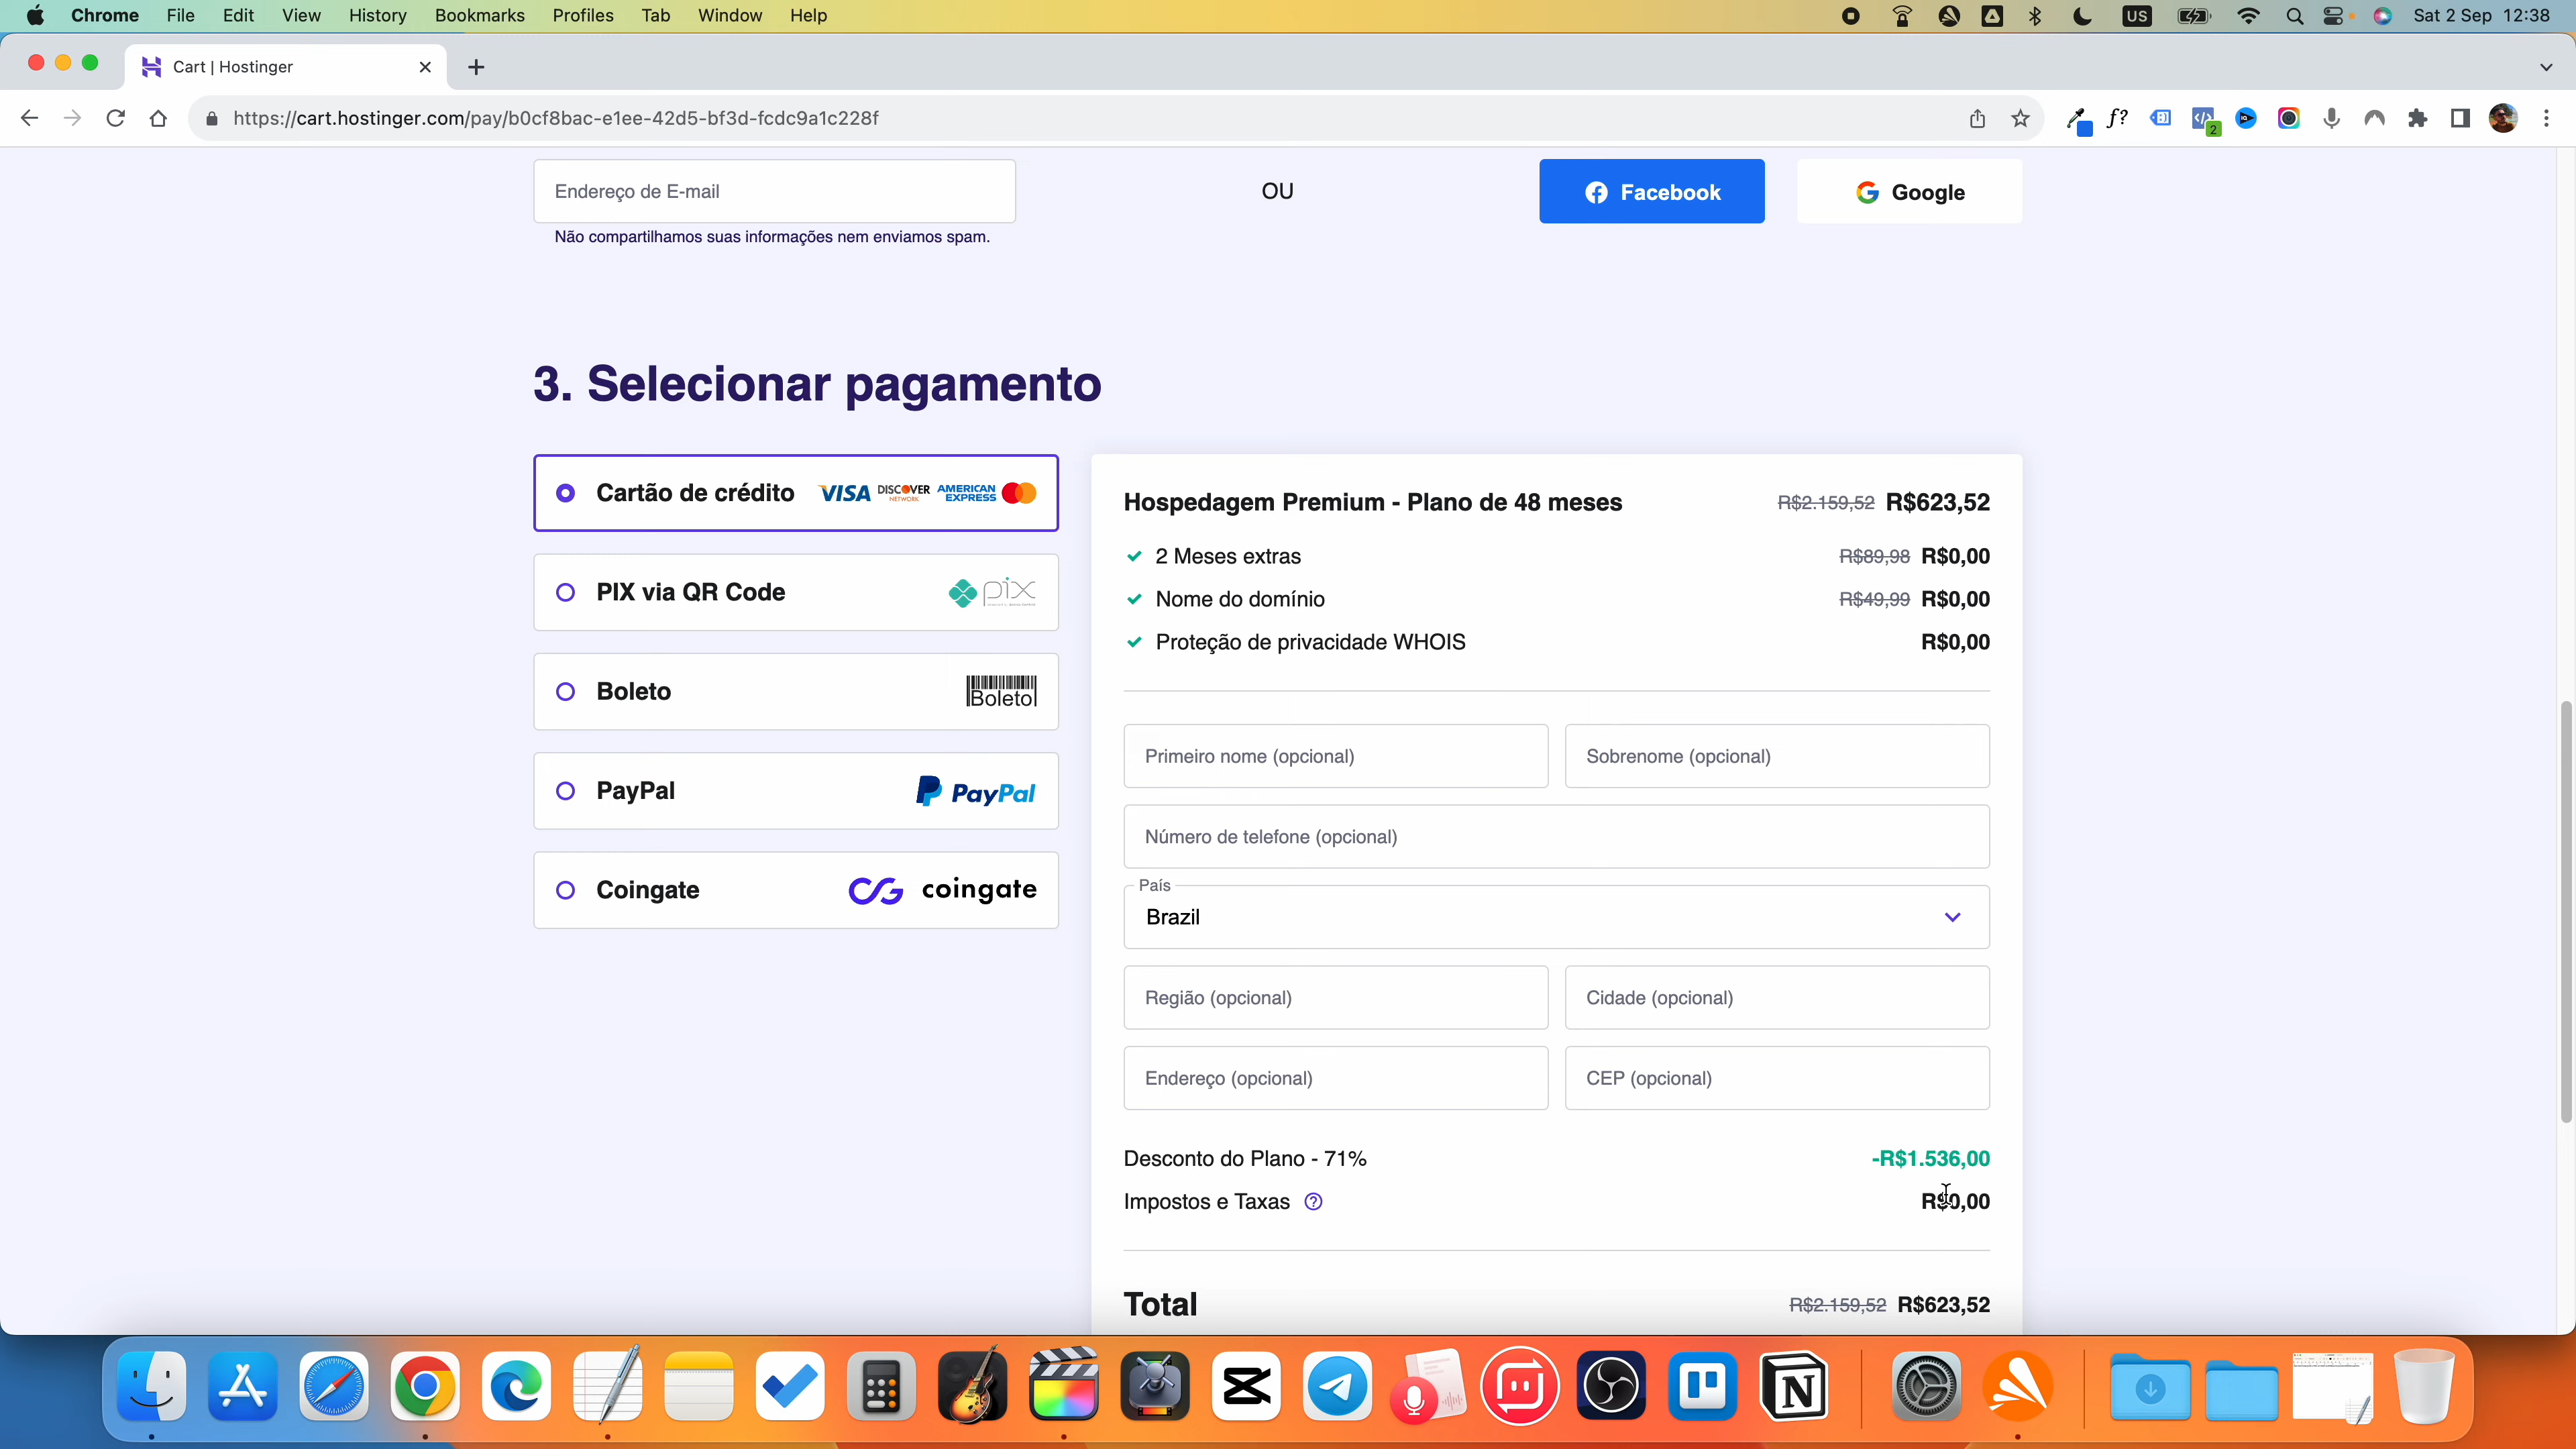 Chrome File Edit View History Bookmarks Profiles Tab Window Help US Sat 2 Sep 12:38
Cart | Hostinger
https://cart.hostinger.com/pay/b0cf8bac-e1ee-42d5-bf3d-fcdc9a1c228f f? 2
Endereço de E-mail OU Facebook Google
Não compartilhamos suas informações nem enviamos spam.
3. Selecionar pagamento
Cartão de crédito VISA DISCOVER NETWORK AMERICAN EXPRESS
PIX via QR Code pix
Boleto Boleto
PayPal PayPal
Coingate coingate
Hospedagem Premium - Plano de 48 meses R$2.159,52 R$623,52
2 Meses extras R$89,98 R$0,00
Nome do domínio R$49,99 R$0,00
Proteção de privacidade WHOIS R$0,00
Primeiro nome (opcional) Sobrenome (opcional)
Número de telefone (opcional)
País
Brazil
Região (opcional) Cidade (opcional)
Endereço (opcional) CEP (opcional)
Desconto do Plano - 71% -R$1.536,00
Impostos e Taxas ? R$0,00
Total R$2.159,52 R$623,52